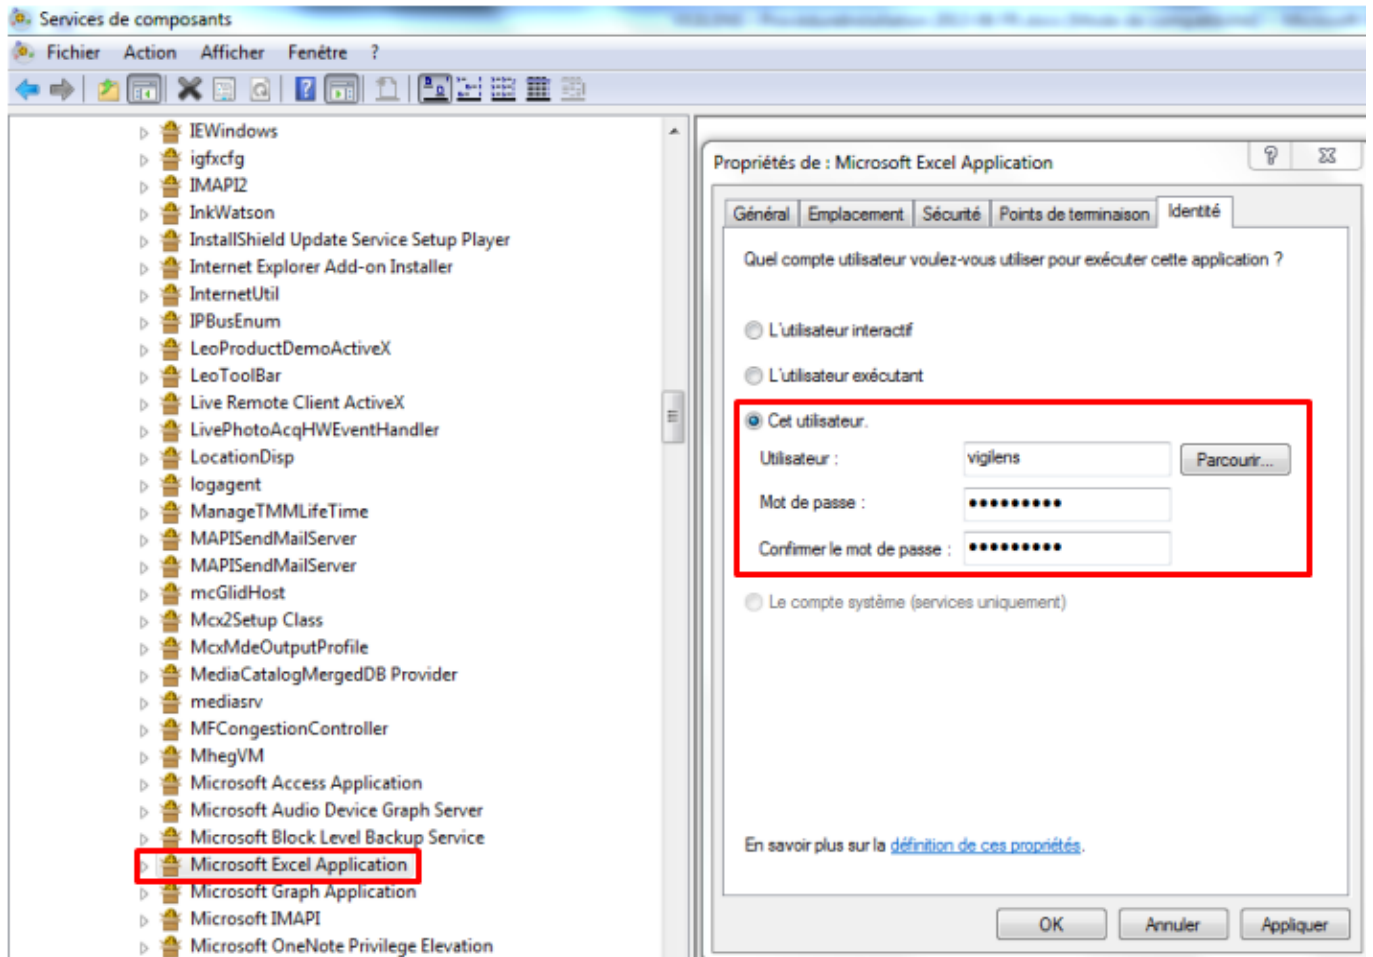 Services de composants
Fichier Action Afficher Fenêtre ?
IEWindows
igfxcfg
IMAPI2
InkWatson
InstallShield Update Service Setup Player
Internet Explorer Add-on Installer
InternetUtil
IPBusEnum
LeoProductDemoActiveX
LeoToolBar
Live Remote Client ActiveX
LivePhotoAcqHWEventHandler
LocationDisp
logagent
ManageTMMLifeTime
MAPISendMailServer
MAPISendMailServer
mcGlidHost
Mcx2Setup Class
McxMdeOutputProfile
MediaCatalogMergedDB Provider
mediasrv
MFCongestionController
MhegVM
Microsoft Access Application
Microsoft Audio Device Graph Server
Microsoft Block Level Backup Service
Microsoft Excel Application
Microsoft Graph Application
Microsoft IMAPI
Microsoft OneNote Privilege Elevation
Propriétés de : Microsoft Excel Application
Général Emplacement Sécurité Points de terminaison Identité
Quel compte utilisateur voulez-vous utiliser pour exécuter cette application ?
L'utilisateur interactif
L'utilisateur exécutant
Cet utilisateur.
Utilisateur : vigilens Parcourir...
Mot de passe : •••••••••
Confirmer le mot de passe : •••••••••
Le compte système (services uniquement)
En savoir plus sur la définition de ces propriétés.
OK Annuler Appliquer